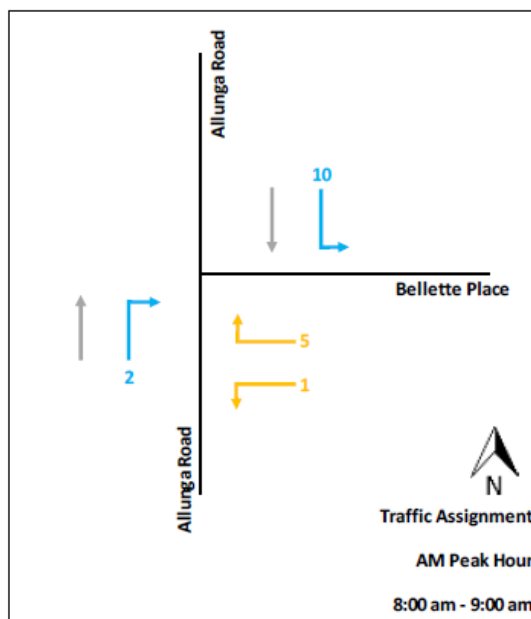 Allunga Road
10
Bellette Place
5
2
1
Allunga Road
N
Traffic Assignment
AM Peak Hour
8:00 am - 9:00 am